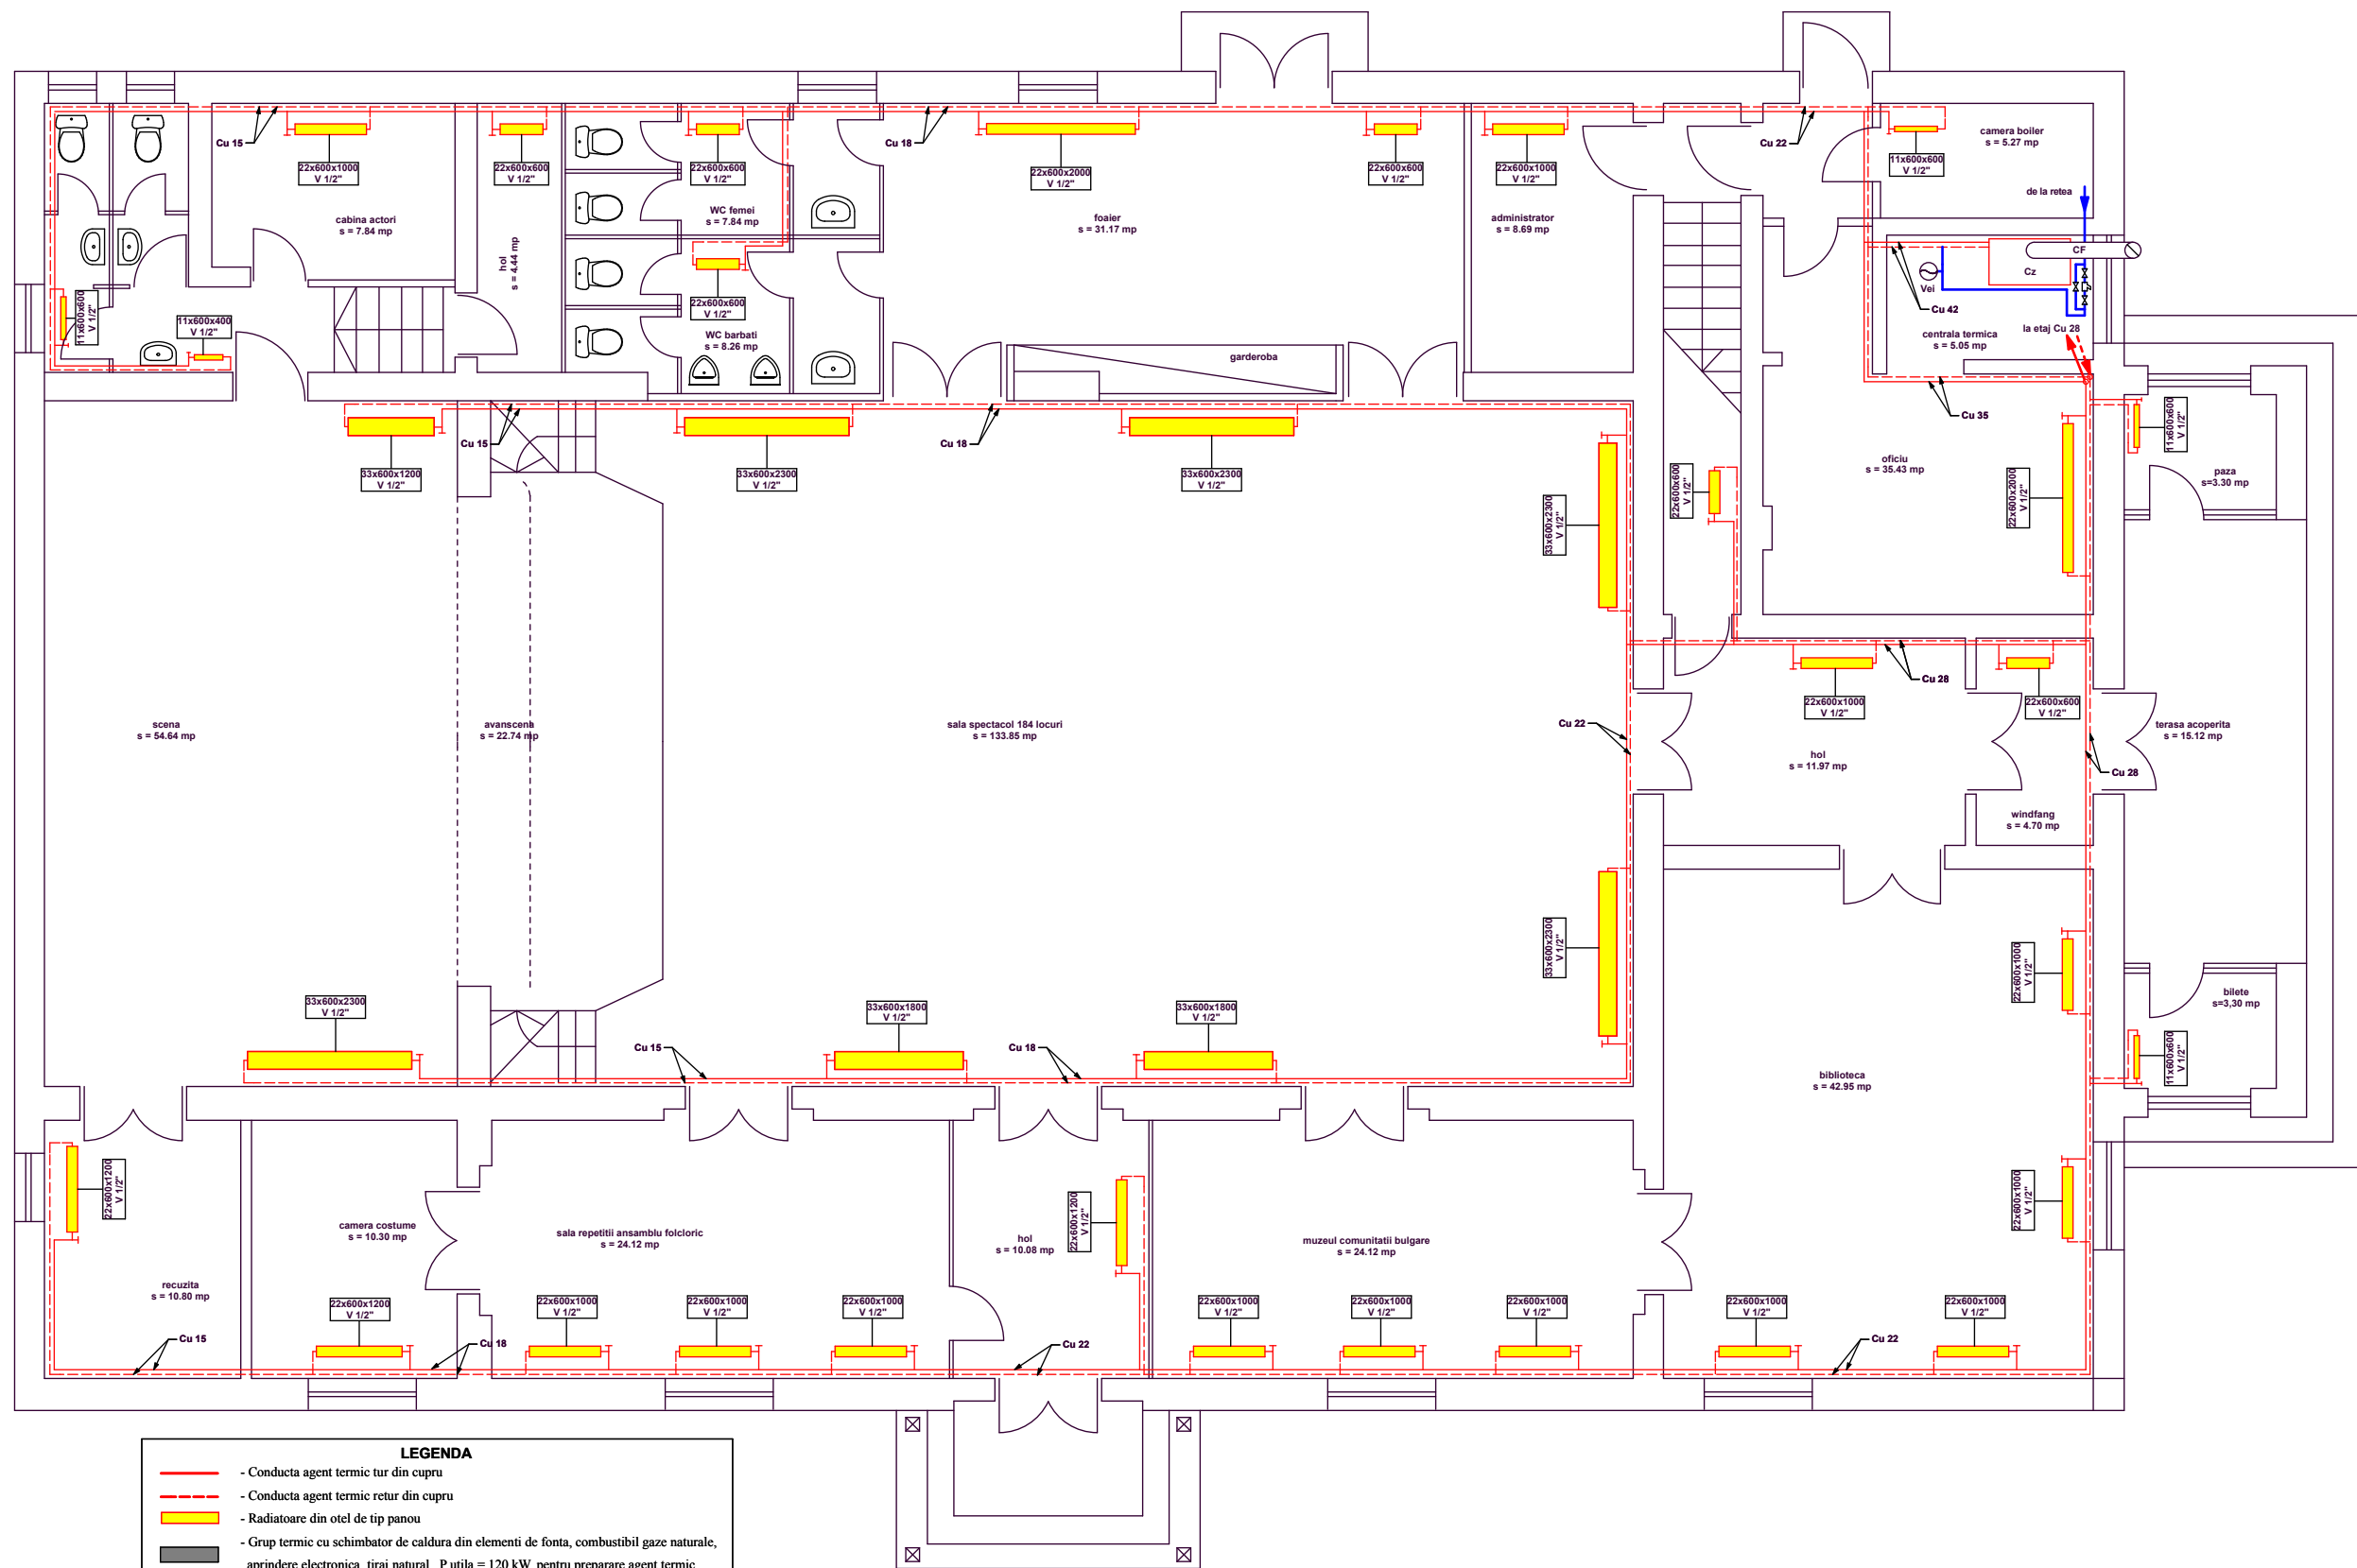 Cu 15
22x600x1000
V 1/2"
22x600x600
V 1/2"
22x600x600
V 1/2"
Cu 18
22x600x2000
V 1/2"
22x600x600
V 1/2"
22x600x1000
V 1/2"
Cu 22
11x600x600
V 1/2"
camera boiler
s = 5.27 mp
de la retea
cabina actori
s = 7.84 mp
hol
s = 4.44 mp
WC femei
s = 7.84 mp
foaier
s = 31.17 mp
administrator
s = 8.69 mp
CF
Cz
Vei
Cu 42
11x600x600
V 1/2"
11x600x400
V 1/2"
22x600x600
V 1/2"
WC barbati
s = 8.26 mp
garderoba
la etaj Cu 28
centrala termica
s = 5.05 mp
Cu 35
Cu 15
33x600x1200
V 1/2"
33x600x2300
V 1/2"
Cu 18
33x600x2300
V 1/2"
33x600x2300
V 1/2"
22x600x600
V 1/2"
oficiu
s = 35.43 mp
22x600x2000
V 1/2"
11x600x600
V 1/2"
paza
s=3.30 mp
scena
s = 54.64 mp
avanscena
s = 22.74 mp
sala spectacol 184 locuri
s = 133.85 mp
Cu 22
Cu 28
22x600x1000
V 1/2"
22x600x600
V 1/2"
hol
s = 11.97 mp
terasa acoperita
s = 15.12 mp
Cu 28
windfang
s = 4.70 mp
33x600x2300
V 1/2"
22x600x1000
V 1/2"
bilete
s=3,30 mp
33x600x2300
V 1/2"
33x600x1800
V 1/2"
33x600x1800
V 1/2"
Cu 15
Cu 18
11x600x600
V 1/2"
biblioteca
s = 42.95 mp
22x600x1200
V 1/2"
camera costume
s = 10.30 mp
sala repetitii ansamblu folcloric
s = 24.12 mp
hol
s = 10.08 mp
22x600x1200
V 1/2"
muzeul comunitatii bulgare
s = 24.12 mp
22x600x1000
V 1/2"
recuzita
s = 10.80 mp
22x600x1200
V 1/2"
22x600x1000
V 1/2"
22x600x1000
V 1/2"
22x600x1000
V 1/2"
22x600x1000
V 1/2"
22x600x1000
V 1/2"
22x600x1000
V 1/2"
22x600x1000
V 1/2"
22x600x1000
V 1/2"
Cu 15
Cu 18
Cu 22
Cu 22
LEGENDA
- Conducta agent termic tur din cupru
- Conducta agent termic retur din cupru
- Radiatoare din otel de tip panou
- Grup termic cu schimbator de caldura din elementi de fonta, combustibil gaze naturale,
aprindere electronica, tiraj natural, P utila = 120 kW, pentru preparare agent termic